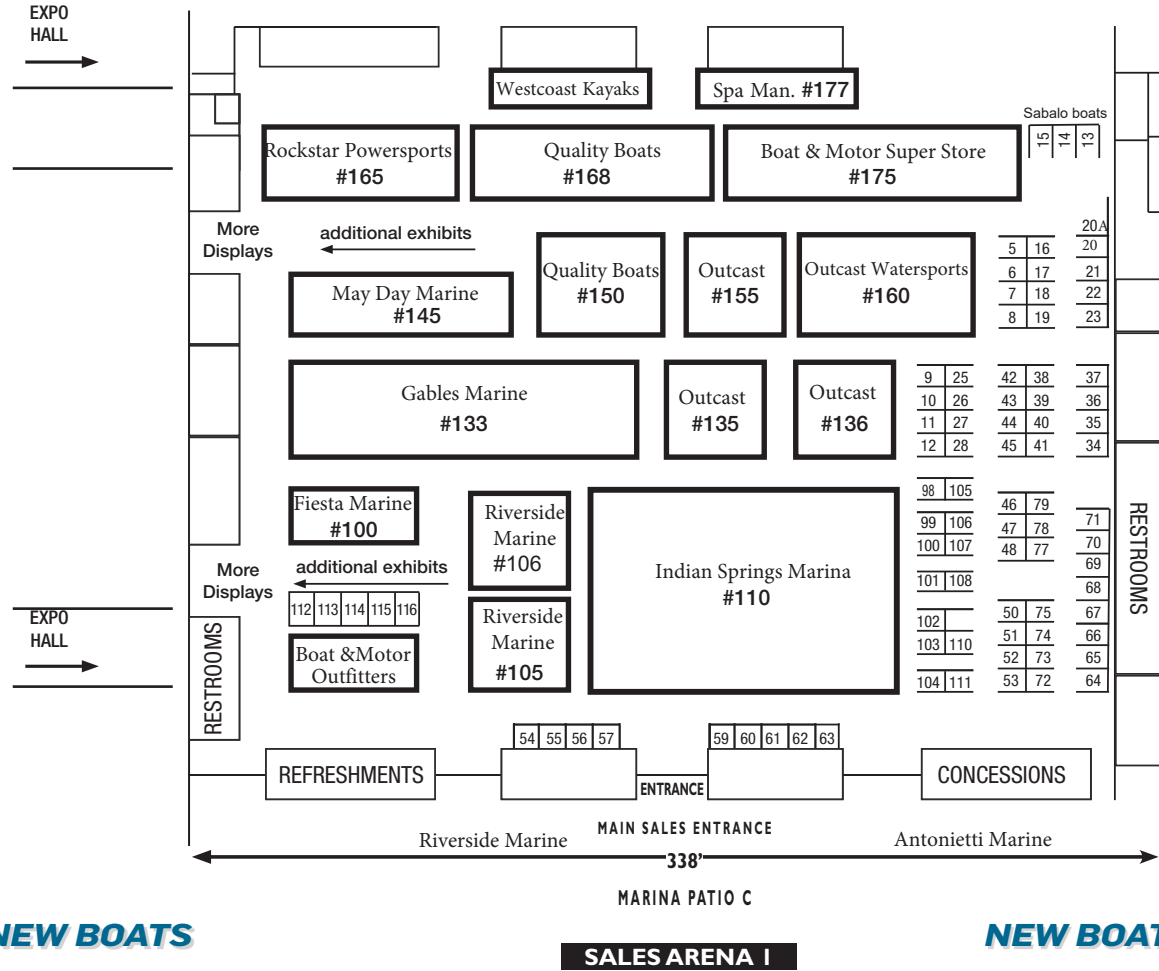 EXPO
HALL
Westcoast Kayaks
Spa Man. #177
Sabalo boats
15 14 13
Rockstar Powersports
#165
Quality Boats
#168
Boat & Motor Super Store
#175
More
Displays
additional exhibits
20A
5 16 20
6 17 21
7 18 22
8 19 23
Quality Boats
#150
Outcast
#155
Outcast Watersports
#160
May Day Marine
#145
Gables Marine
#133
Outcast
#135
Outcast
#136
9 25 42 38 37
10 26 43 39 36
11 27 44 40 35
12 28 45 41 34
Fiesta Marine
#100
Riverside
Marine
#106
Indian Springs Marina
#110
98 105
99 106
100 107
101 108
102
103 110
104 111
46 79
47 78
48 77
50 75
51 74
52 73
53 72
71
70
69
68
67
66
65
64
RESTROOMS
More
Displays
additional exhibits
112 113 114 115 116
EXPO
HALL
RESTROOMS
Boat &Motor
Outfitters
Riverside
Marine
#105
54 55 56 57
59 60 61 62 63
REFRESHMENTS
ENTRANCE
CONCESSIONS
MAIN SALES ENTRANCE
Riverside Marine
Antonietti Marine
338'
MARINA PATIO C
NEW BOATS
NEW BOAT
SALES ARENA I